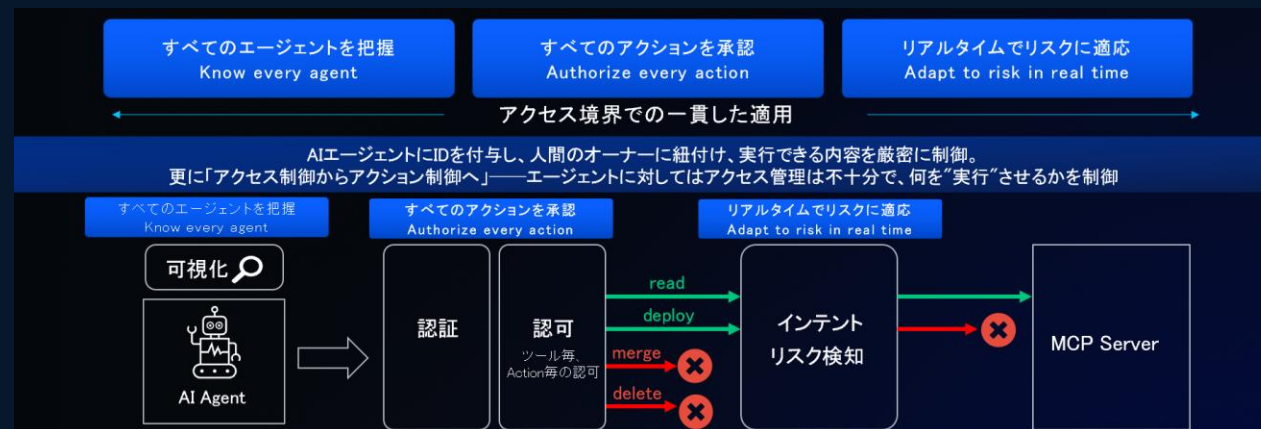 すべてのエージェントを把握
Know every agent
すべてのアクションを承認
Authorize every action
リアルタイムでリスクに適応
Adapt to risk in real time
アクセス境界での一貫した適用
AIエージェントにIDを付与し、人間のオーナーに紐付け、実行できる内容を厳密に制御。
更に「アクセス制御からアクション制御へ」──エージェントに対してはアクセス管理は不十分で、何を"実行"させるかを制御
すべてのエージェントを把握
Know every agent
すべてのアクションを承認
Authorize every action
リアルタイムでリスクに適応
Adapt to risk in real time
可視化
AI Agent
認証
認可
ツール毎、
Action毎の認可
read
deploy
merge
delete
インテント
リスク検知
MCP Server